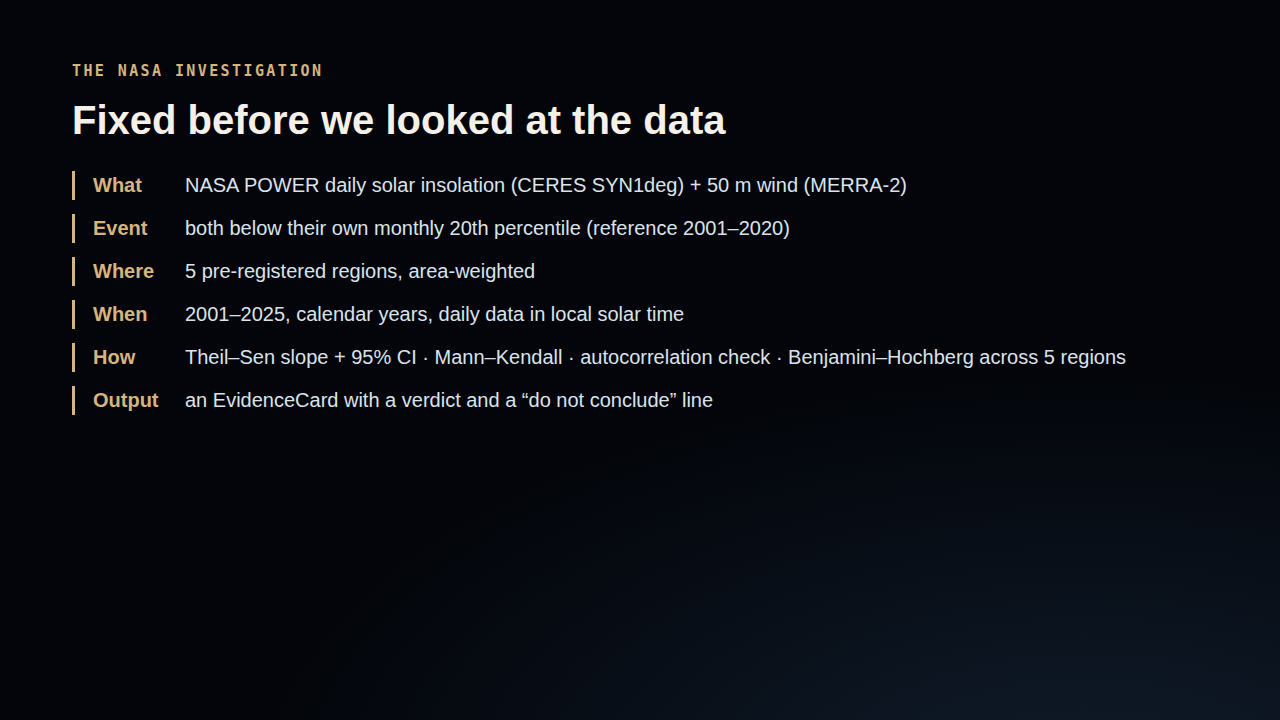 THE NASA INVESTIGATION
Fixed before we looked at the data
What NASA POWER daily solar insolation (CERES SYN1deg) + 50 m wind (MERRA-2)
Event both below their own monthly 20th percentile (reference 2001–2020)
Where 5 pre-registered regions, area-weighted
When 2001–2025, calendar years, daily data in local solar time
How Theil–Sen slope + 95% CI · Mann–Kendall · autocorrelation check · Benjamini–Hochberg across 5 regions
Output an EvidenceCard with a verdict and a “do not conclude” line